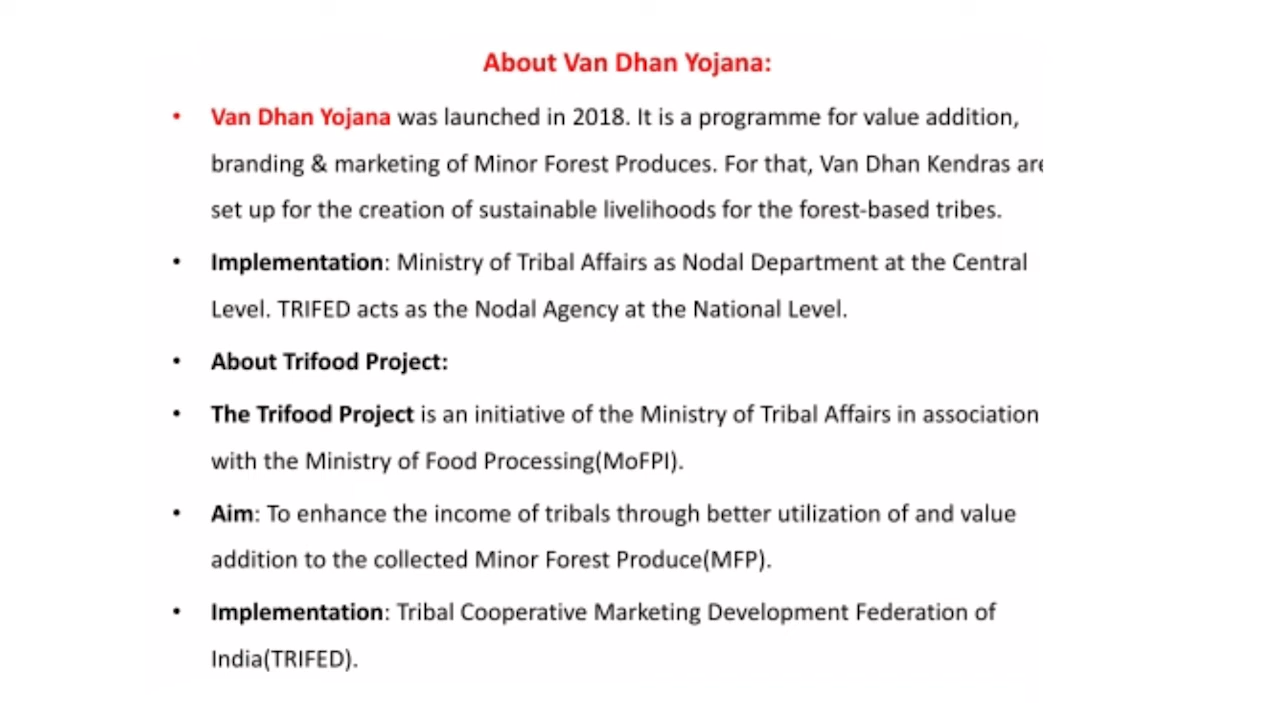 About Van Dhan Yojana:
• Van Dhan Yojana was launched in 2018. It is a programme for value addition,
branding & marketing of Minor Forest Produces. For that, Van Dhan Kendras are
set up for the creation of sustainable livelihoods for the forest-based tribes.
• Implementation: Ministry of Tribal Affairs as Nodal Department at the Central
Level. TRIFED acts as the Nodal Agency at the National Level.
• About Trifood Project:
• The Trifood Project is an initiative of the Ministry of Tribal Affairs in association
with the Ministry of Food Processing(MoFPI).
• Aim: To enhance the income of tribals through better utilization of and value
addition to the collected Minor Forest Produce(MFP).
• Implementation: Tribal Cooperative Marketing Development Federation of
India(TRIFED).